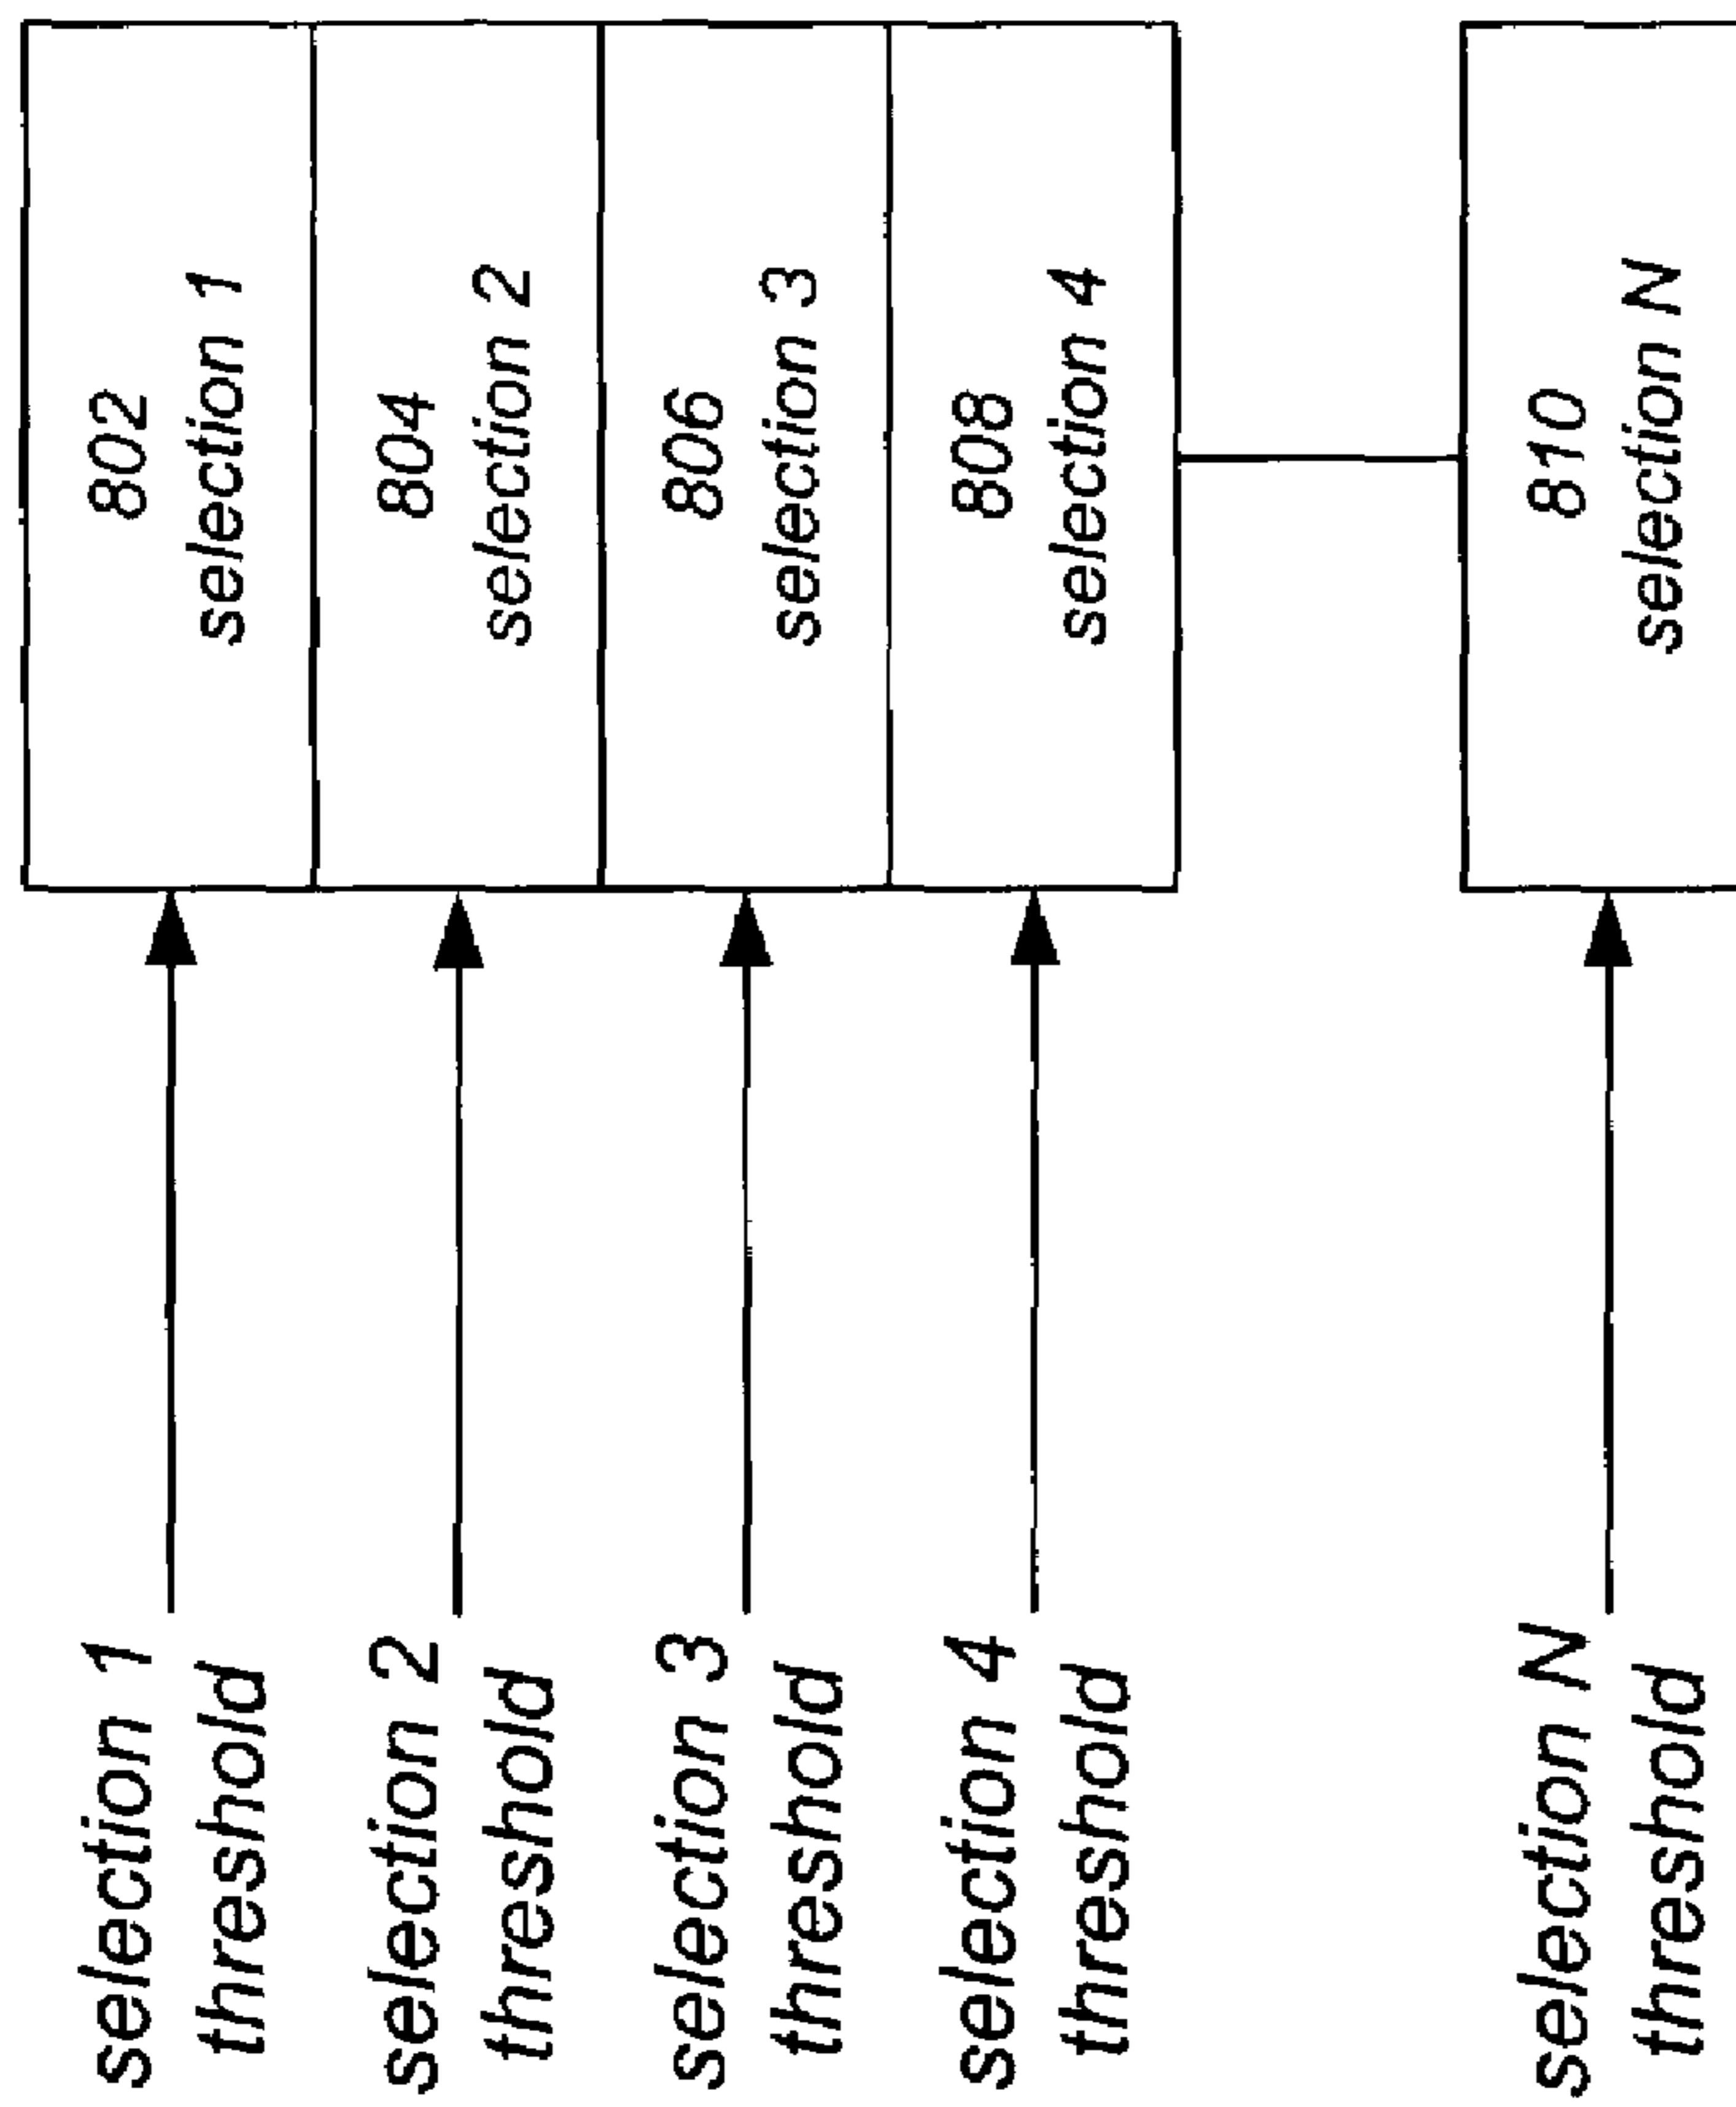 selection 1
threshold
802
selection 1
selection 2
threshold
804
selection 2
selection 3
threshold
806
selection 3
selection 4
threshold
808
selection 4
selection N
threshold
810
selection N